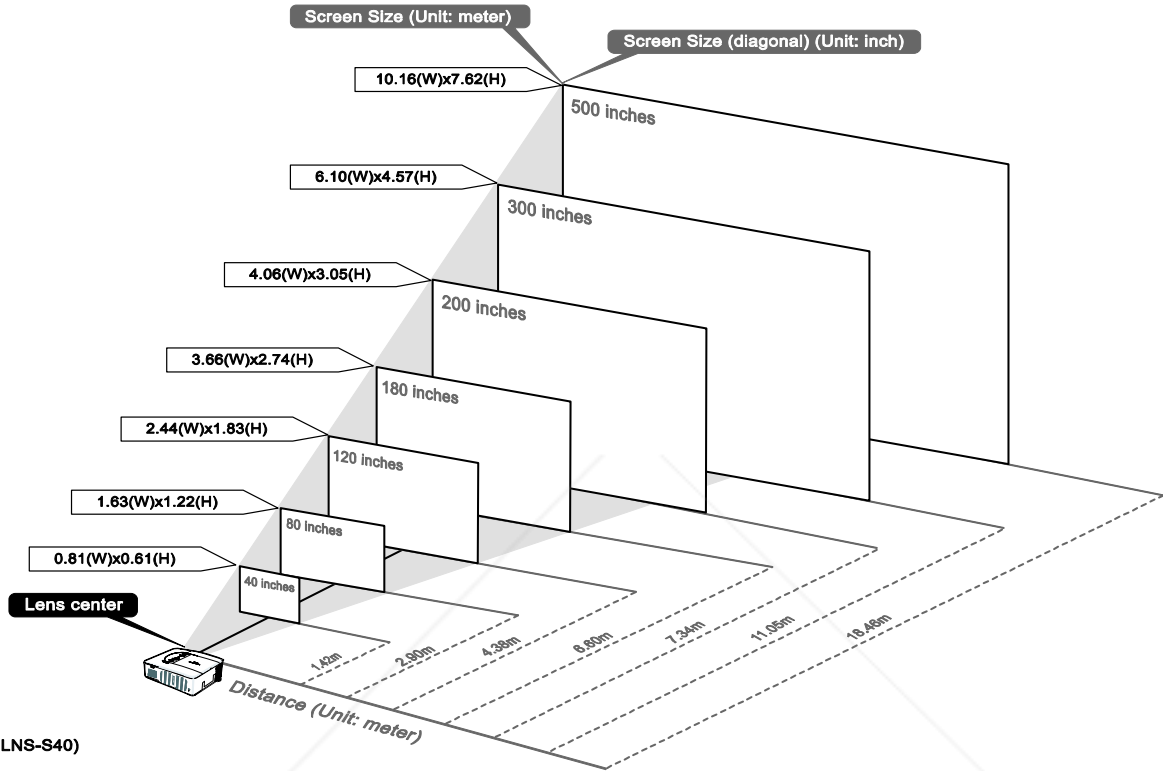 Screen Size (Unit: meter)
Screen Size (diagonal) (Unit: inch)
10.16(W)x7.62(H)
500 inches
6.10(W)x4.57(H)
300 inches
4.06(W)x3.05(H)
200 inches
3.66(W)x2.74(H)
180 inches
2.44(W)x1.83(H)
120 inches
1.63(W)x1.22(H)
80 inches
0.81(W)x0.61(H)
40 inches
Lens center
1.42m
2.90m
4.38m
6.60m
7.34m
11.05m
18.46m
Distance (Unit: meter)
LNS-S40)